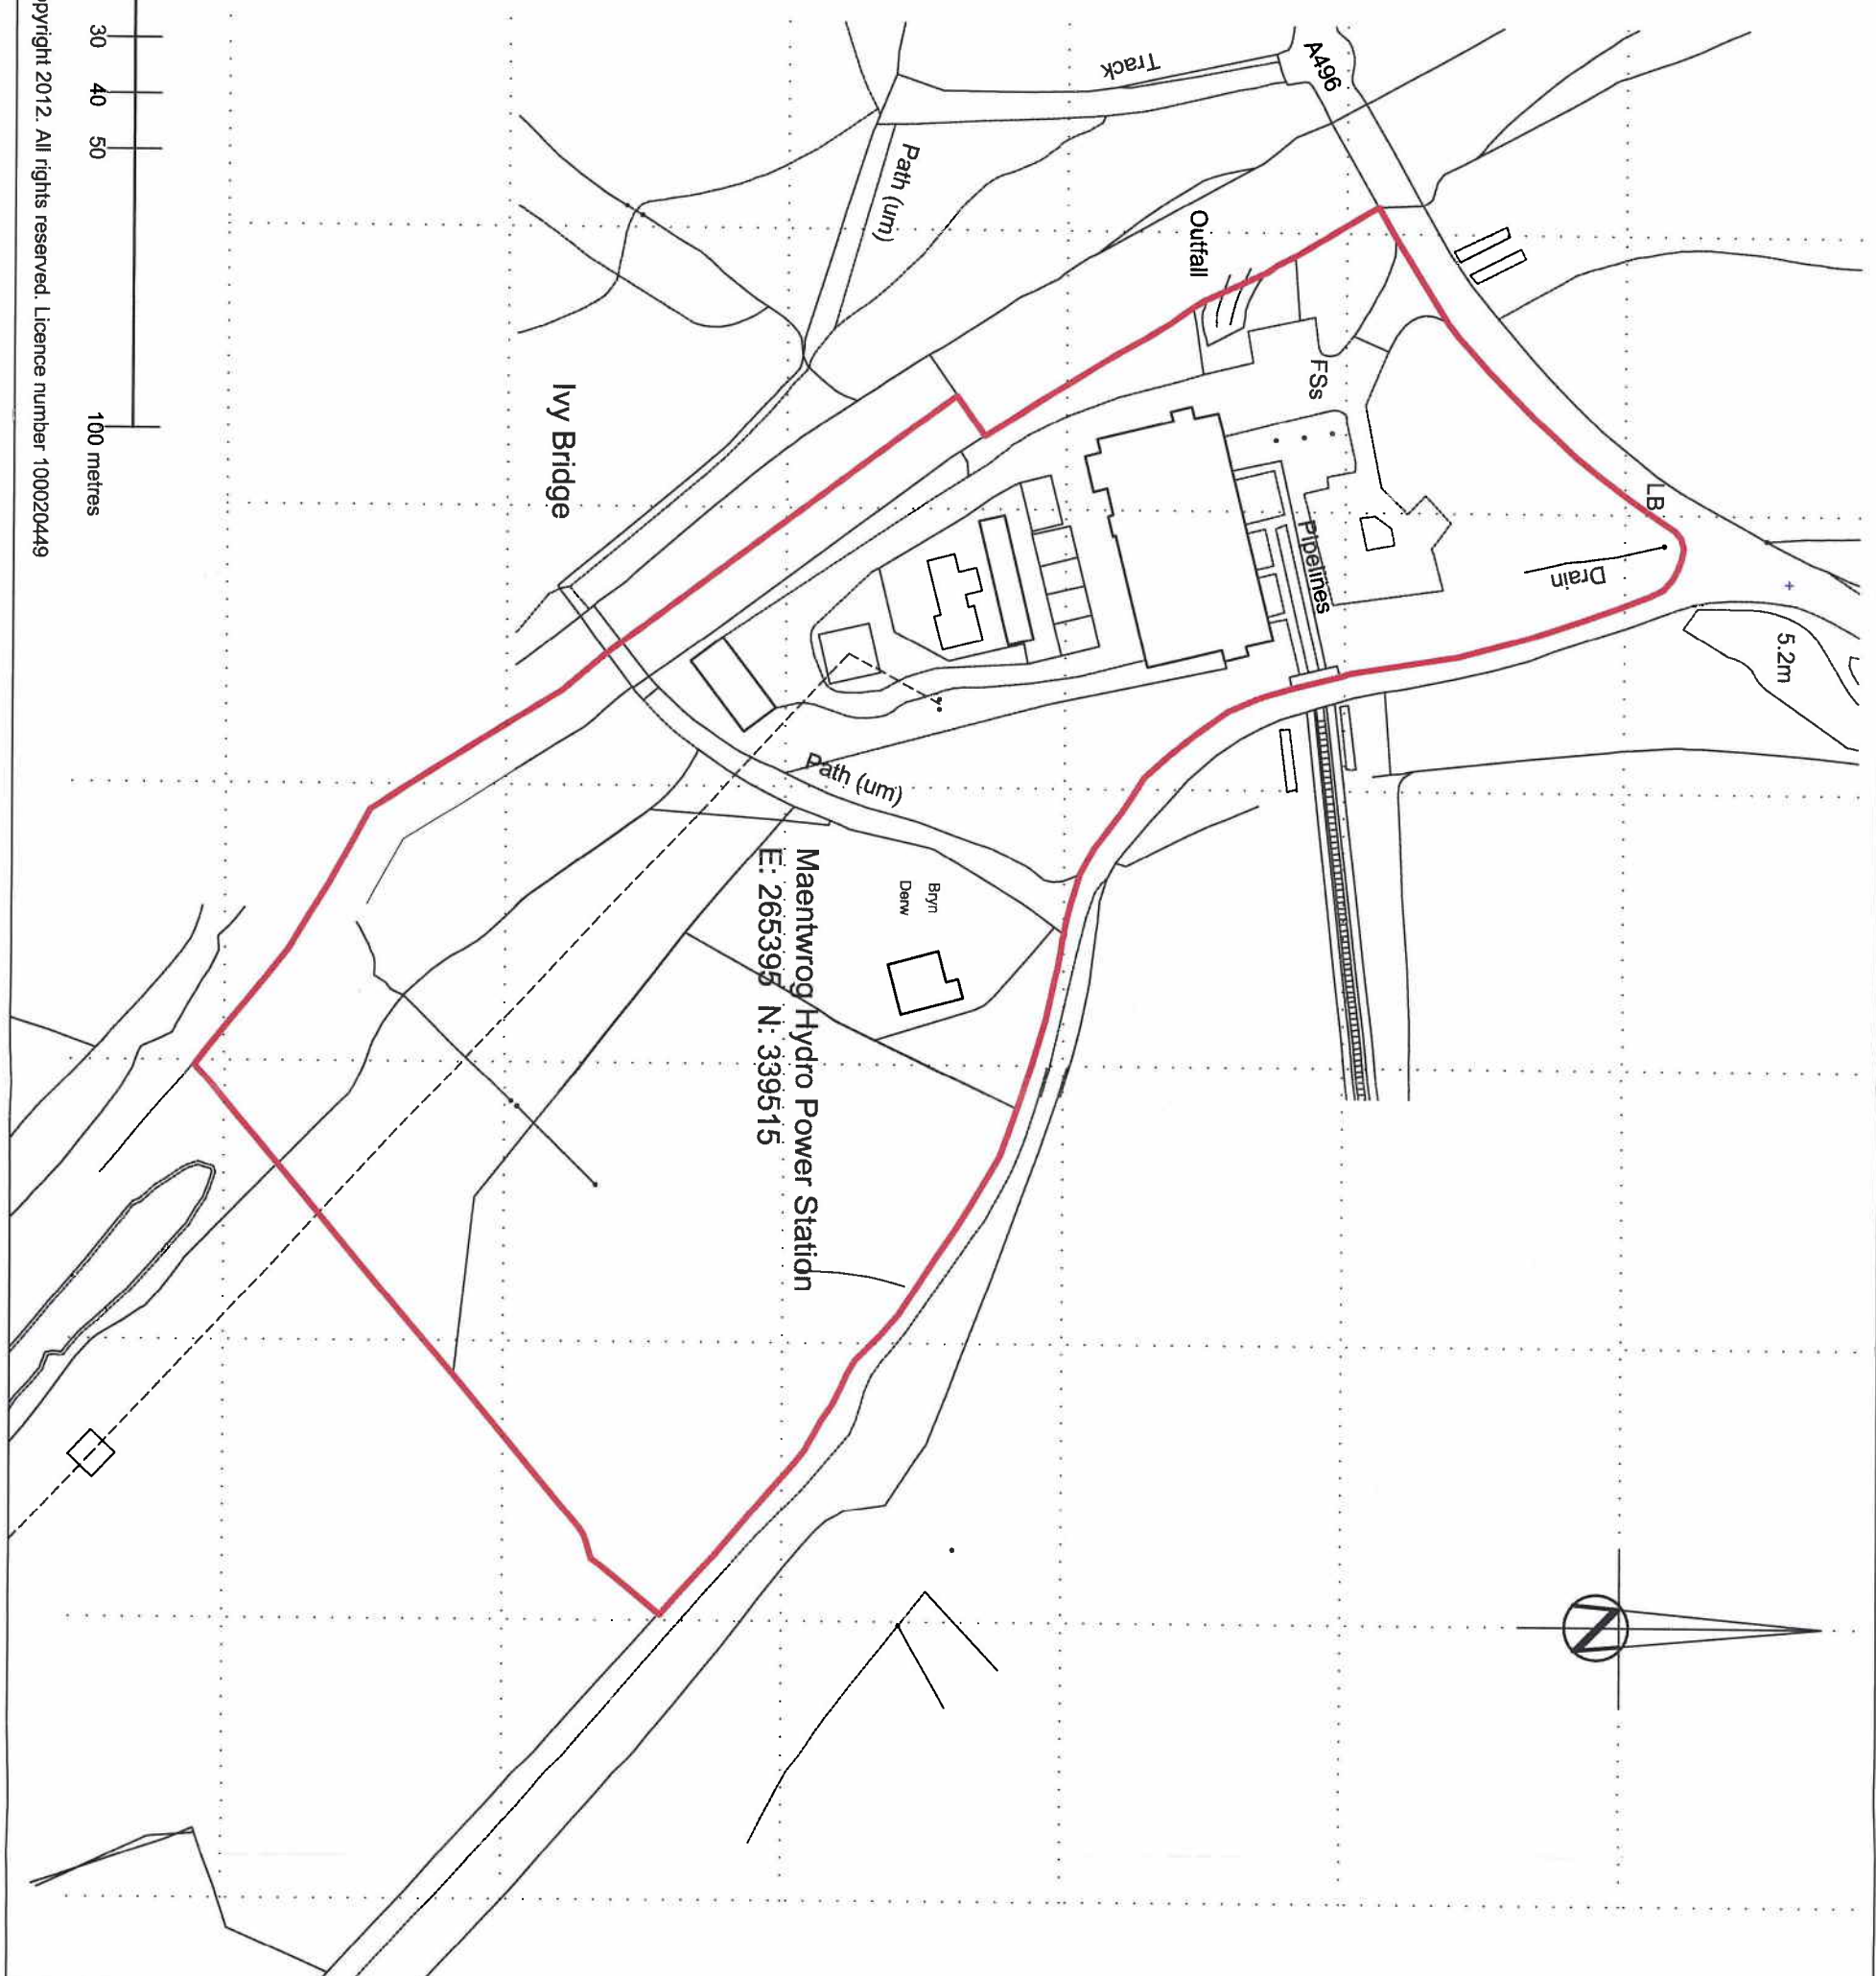 A496
Track
Path (um)
Outfall
FSs
LB
Drain
5.2m
Pipelines
Ivy Bridge
Path (um)
Bryn
Derw
Maentwrog Hydro Power Station
E: 265395 N: 339515
N
30
40
50
100 metres
pyright 2012. All rights reserved. Licence number 100020449